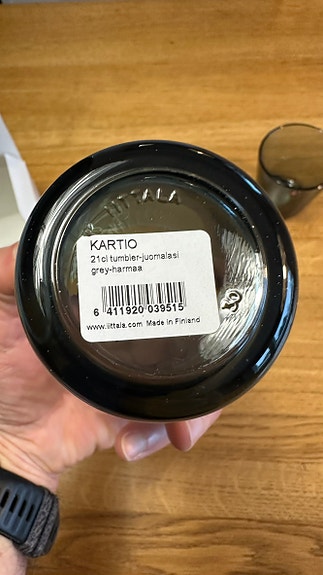 IITTALA
KARTIO
21cl tumbler-juomalasi
grey-harmaa
6 411920 039515
www.iittala.com Made in Finland